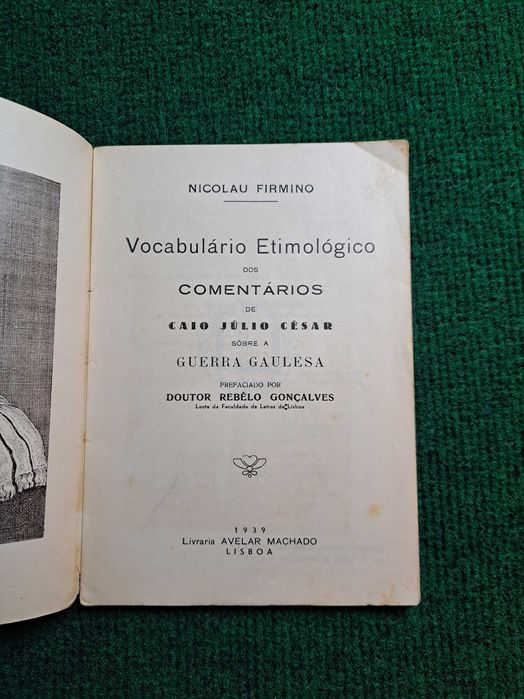 NICOLAU FIRMINO
Vocabulário Etimológico
DOS
COMENTÁRIOS
DE
CAIO JÚLIO CÉSAR
SÔBRE A
GUERRA GAULESA
PREFACIADO POR
DOUTOR REBÊLO GONÇALVES
Lente da Faculdade de Letras de Lisboa
1939
Livraria AVELAR MACHADO
LISBOA